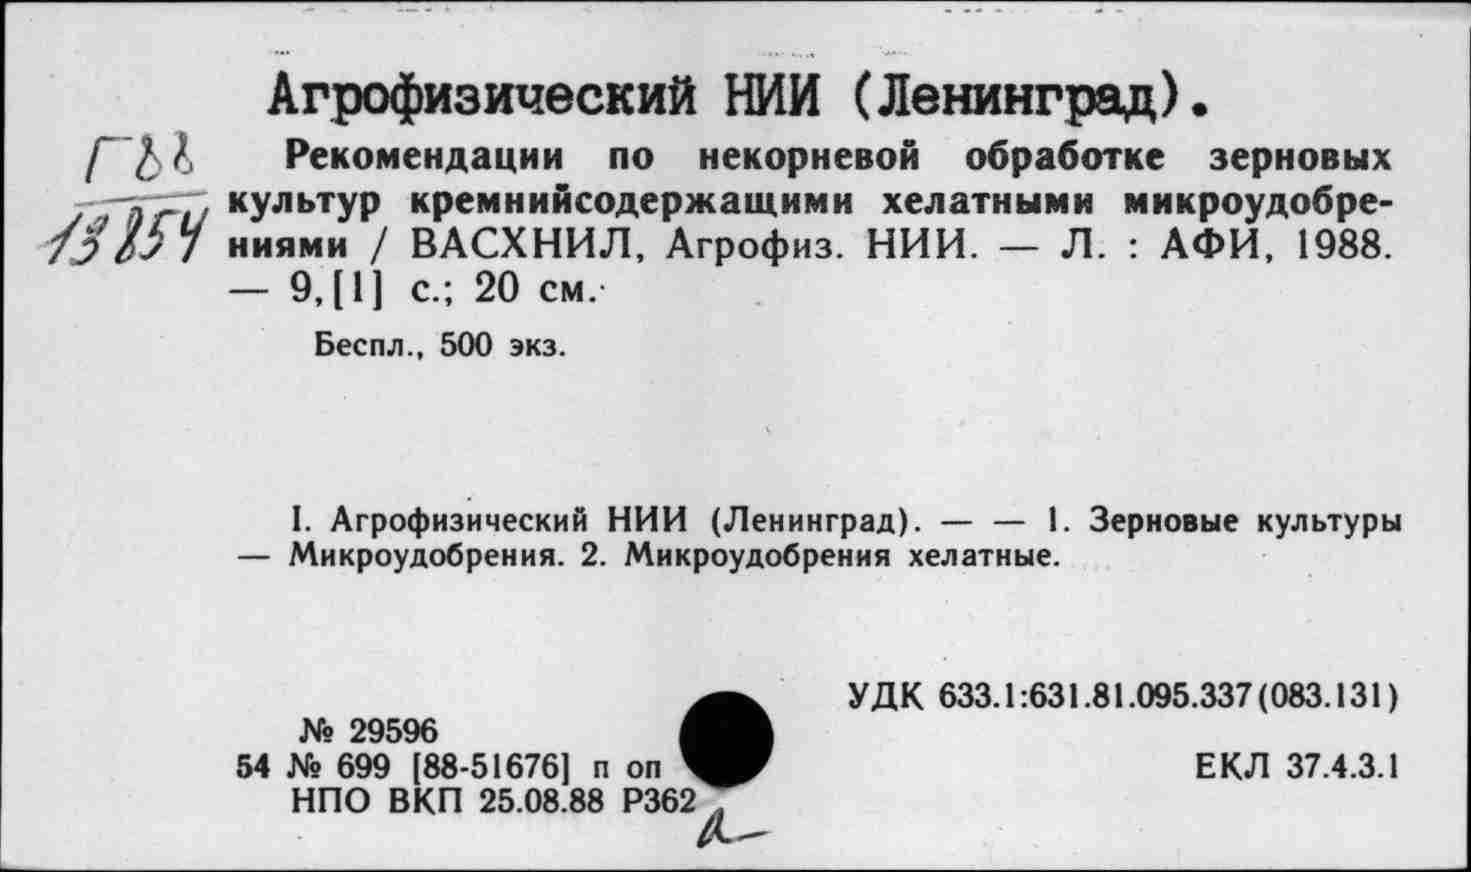 Агрофизический НИИ (Ленинград).
Рекомендации по некорневой обработке зерновых
культур кремнийсодержащими хелатными микроудобре-
ниями / ВАСХНИЛ, Агрофиз. НИИ. — Л. : АФИ, 1988.
— 9,[1] с.; 20 см.
Беспл., 500 экз.
13854
I. Агрофизический НИИ (Ленинград). — — 1. Зерновые культуры
— Микроудобрения. 2. Микроудобрения хелатные.
УДК 633.1:631.81.095.337(083.131)
№ 29596
54 № 699 [88-51676] п оп
ЕКЛ 37.4.3.1
НПО ВКП 25.08.88 Р362